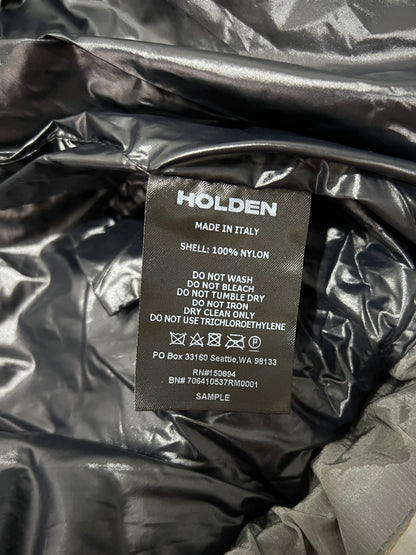 HOLDEN
MADE IN ITALY
SHELL: 100% NYLON
DO NOT WASH
DO NOT BLEACH
DO NOT TUMBLE DRY
DO NOT IRON
DRY CLEAN ONLY
DO NOT USE TRICHLOROETHYLENE
P
PO Box 33160 Seattle,WA 98133
RN#150694
BN# 706410537RM0001
SAMPLE